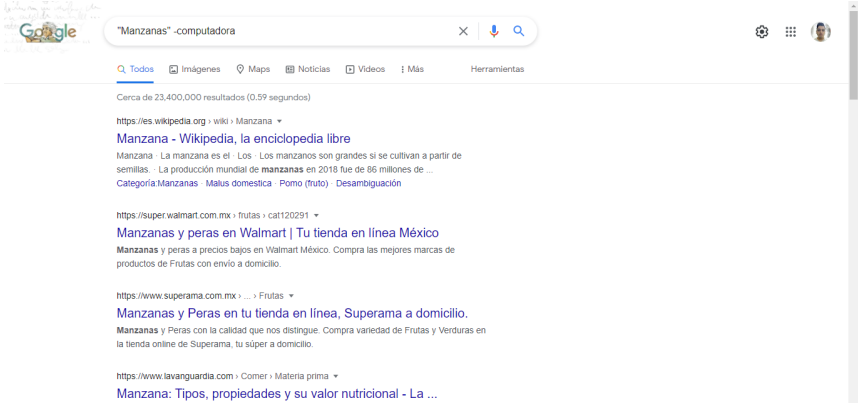 Google
"Manzanas" -computadora
Todos Imágenes Maps Noticias Videos Más Herramientas
Cerca de 23,400,000 resultados (0.59 segundos)
https://es.wikipedia.org › wiki › Manzana
Manzana - Wikipedia, la enciclopedia libre
Manzana · La manzana es el · Los · Los manzanos son grandes si se cultivan a partir de
semillas. · La producción mundial de manzanas en 2018 fue de 86 millones de ...
Categoría:Manzanas · Malus domestica · Pomo (fruto) · Desambiguación
https://super.walmart.com.mx › frutas › cat120291
Manzanas y peras en Walmart | Tu tienda en línea México
Manzanas y peras a precios bajos en Walmart México. Compra las mejores marcas de
productos de Frutas con envío a domicilio.
https://www.superama.com.mx › ... › Frutas
Manzanas y Peras en tu tienda en línea, Superama a domicilio.
Manzanas y Peras con la calidad que nos distingue. Compra variedad de Frutas y Verduras en
la tienda online de Superama, tu súper a domicilio.
https://www.lavanguardia.com › Comer › Materia prima
Manzana: Tipos, propiedades y su valor nutricional - La ...